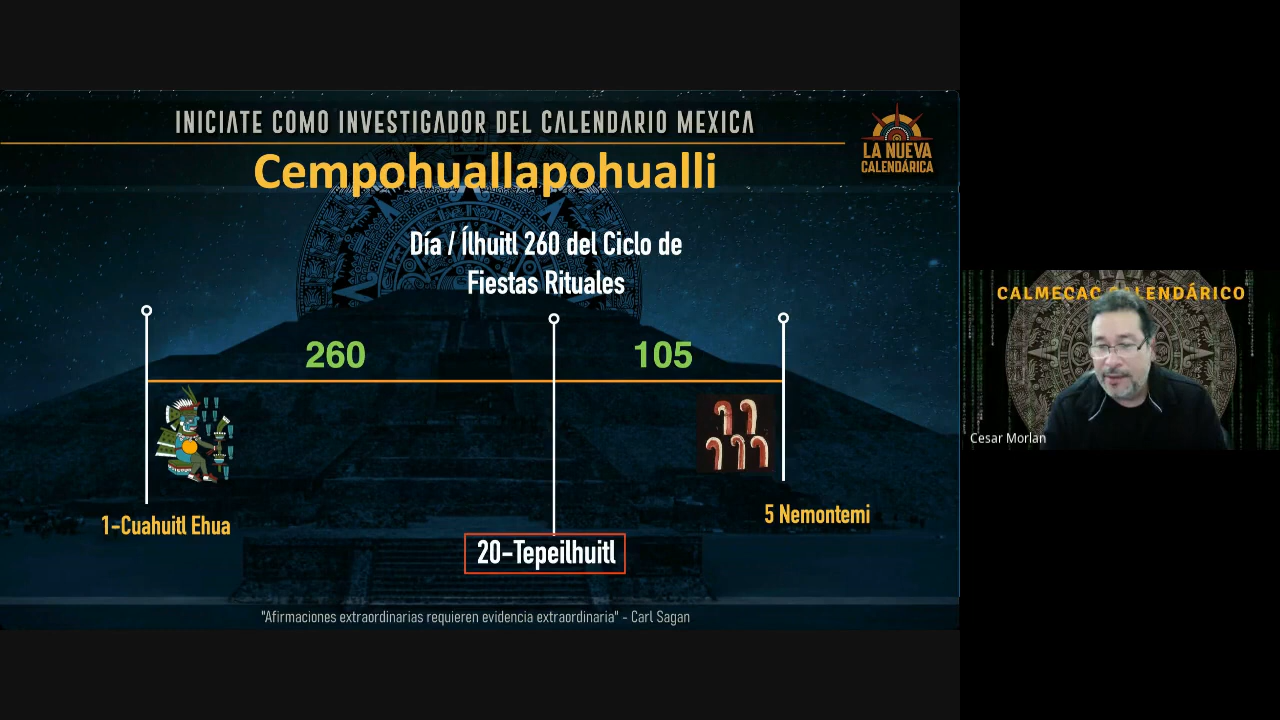 INICIATE COMO INVESTIGADOR DEL CALENDARIO MEXICA
LA NUEVA
CALENDÁRICA
Cempohuallapohualli
Día / Ílhuitl 260 del Ciclo de
Fiestas Rituales
260
105
1-Cuahuitl Ehua
5 Nemontemi
20-Tepeilhuitl
"Afirmaciones extraordinarias requieren evidencia extraordinaria" - Carl Sagan
CALMECAC CALENDÁRICO
Cesar Morlan